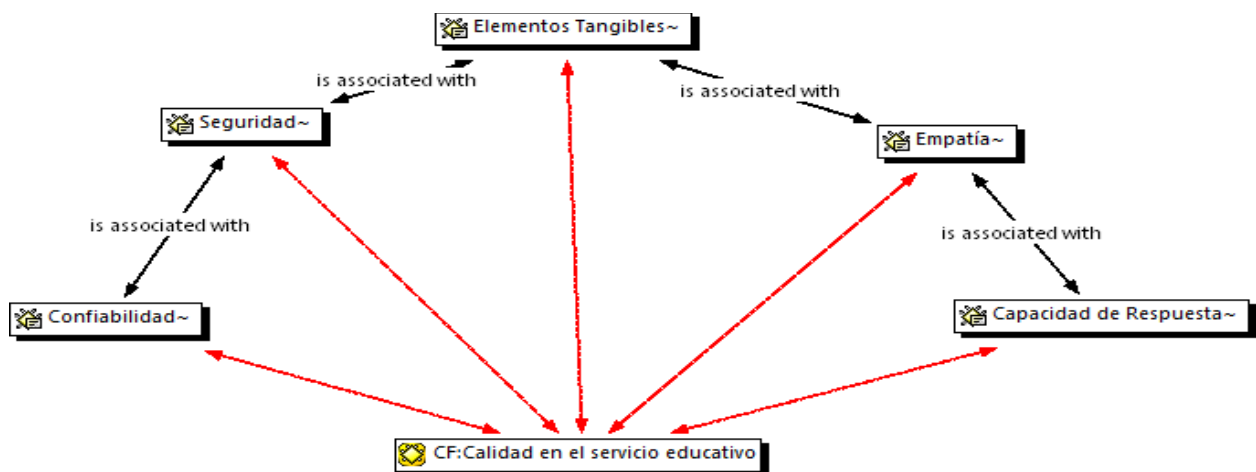 Elementos Tangibles~
is associated with
is associated with
Seguridad~
Empatía~
is associated with
is associated with
Confiabilidad~
Capacidad de Respuesta~
CF:Calidad en el servicio educativo